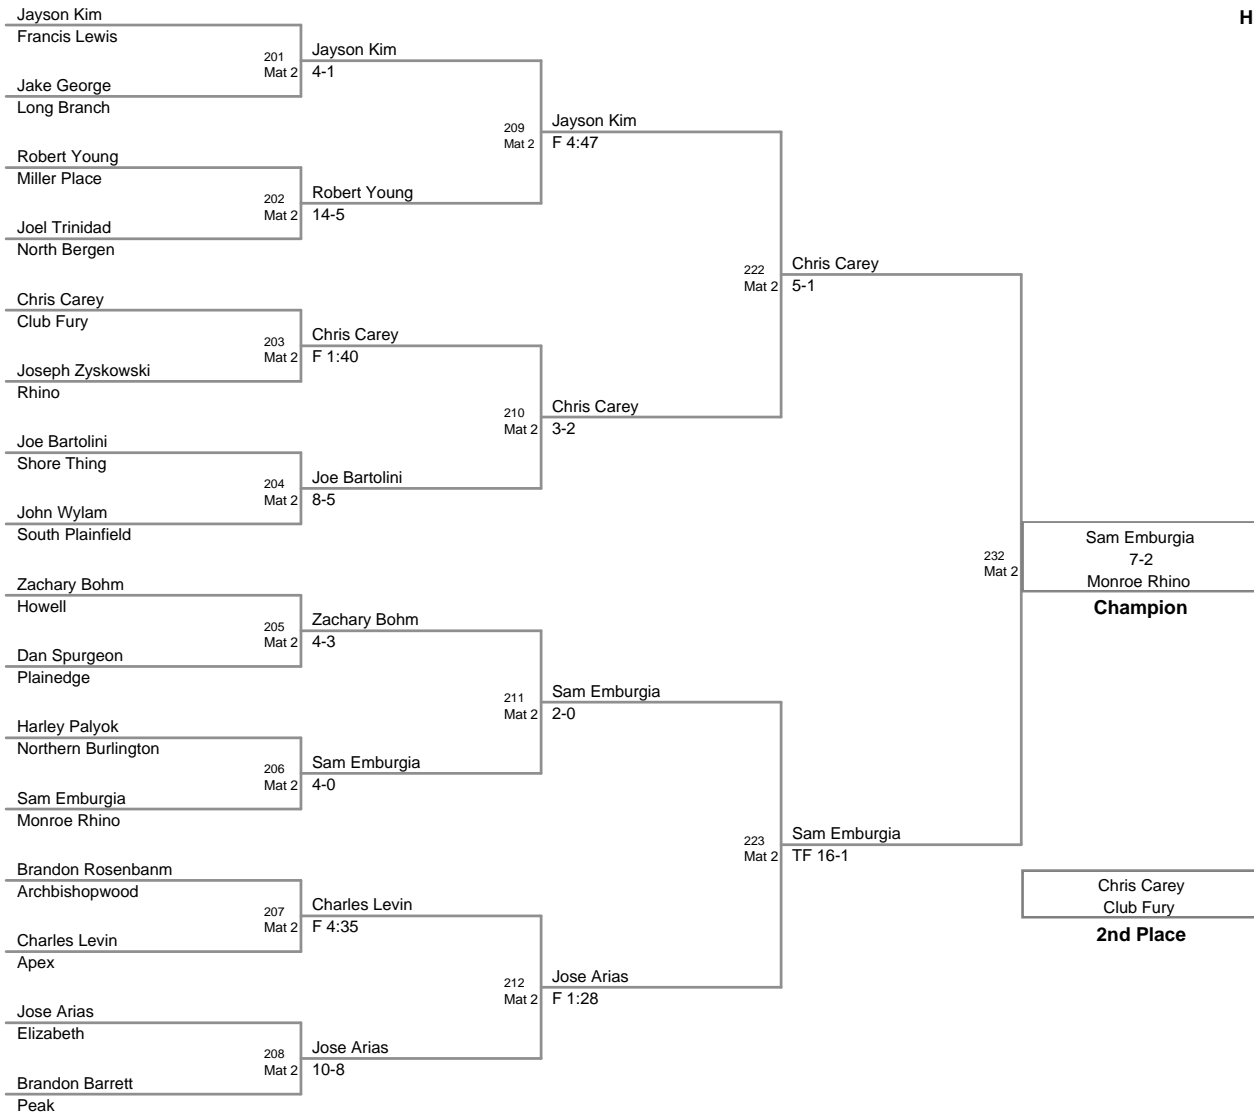 Jayson Kim
H
Francis Lewis
201
Mat 2
Jayson Kim
4-1
Jake George
Long Branch
209
Mat 2
Jayson Kim
F 4:47
Robert Young
Miller Place
202
Mat 2
Robert Young
14-5
Joel Trinidad
North Bergen
222
Mat 2
Chris Carey
5-1
Chris Carey
Club Fury
203
Mat 2
Chris Carey
F 1:40
Joseph Zyskowski
Rhino
210
Mat 2
Chris Carey
3-2
Joe Bartolini
Shore Thing
204
Mat 2
Joe Bartolini
8-5
John Wylam
South Plainfield
232
Mat 2
Sam Emburgia
7-2
Monroe Rhino
Champion
Zachary Bohm
Howell
205
Mat 2
Zachary Bohm
4-3
Dan Spurgeon
Plainedge
211
Mat 2
Sam Emburgia
2-0
Harley Palyok
Northern Burlington
206
Mat 2
Sam Emburgia
4-0
Sam Emburgia
Monroe Rhino
223
Mat 2
Sam Emburgia
TF 16-1
Brandon Rosenbanm
Archbishopwood
207
Mat 2
Charles Levin
F 4:35
Chris Carey
Club Fury
2nd Place
Charles Levin
Apex
212
Mat 2
Jose Arias
F 1:28
Jose Arias
Elizabeth
208
Mat 2
Jose Arias
10-8
Brandon Barrett
Peak